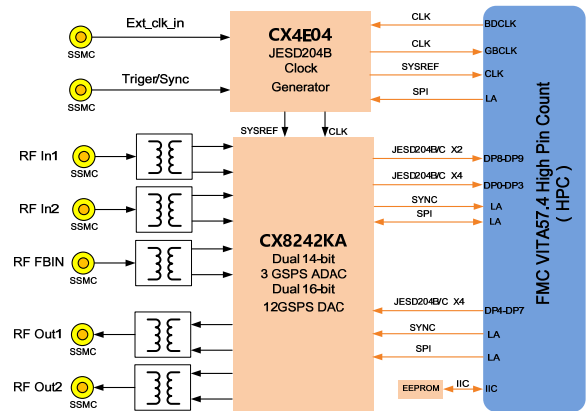 Ext_clk_in
SSMC
Triger/Sync
SSMC
CX4E04
JESD204B
Clock
Generator
CLK
BDCLK
CLK
GBCLK
SYSREF
CLK
SPI
LA
SYSREF
CLK
RF In1
SSMC
RF In2
SSMC
RF FBIN
SSMC
RF Out1
SSMC
RF Out2
SSMC
CX8242KA
Dual 14-bit
3 GSPS ADAC
Dual 16-bit
12GSPS DAC
JESD204B/C X2
DP8-DP9
JESD204B/C X4
DP0-DP3
SYNC
LA
SPI
LA
JESD204B/C X4
DP4-DP7
SYNC
LA
SPI
LA
EEPROM
IIC
IIC
FMC VITA57.4 High Pin Count
( HPC )